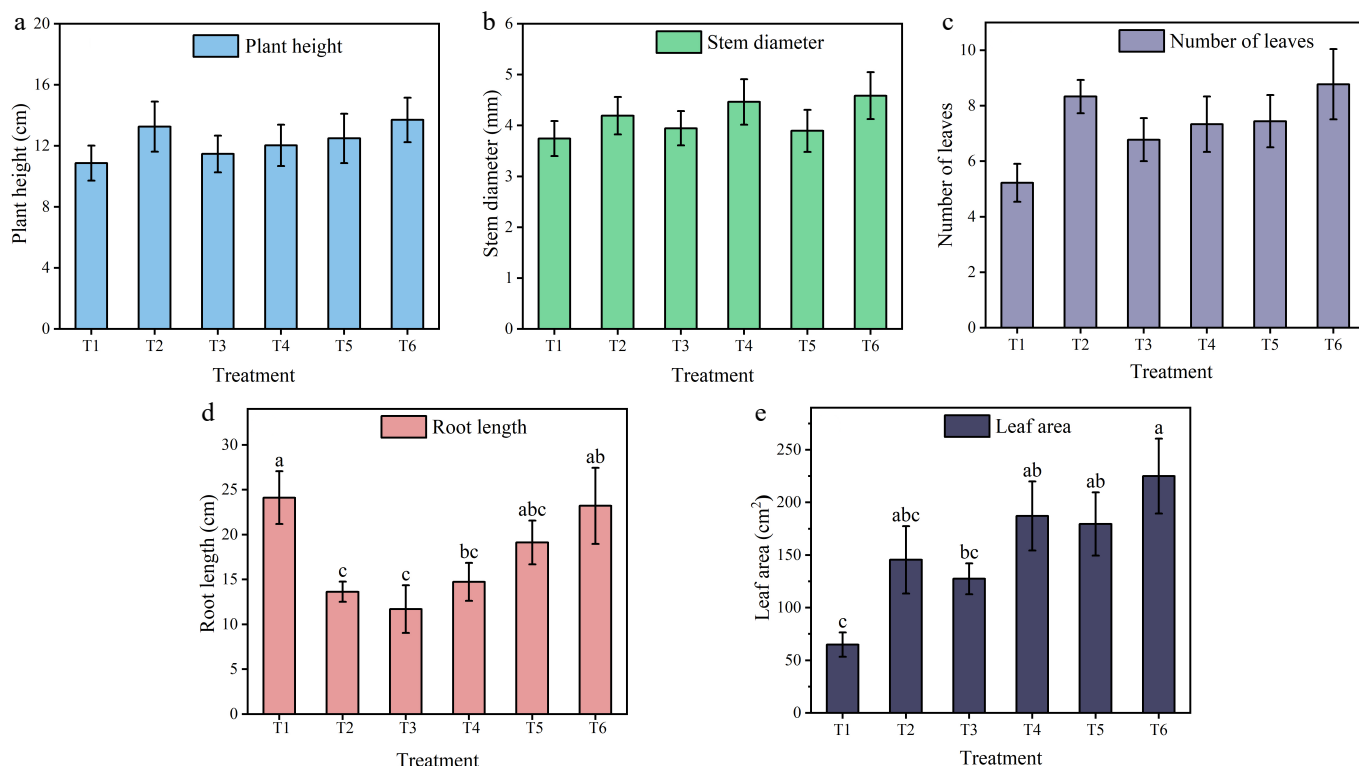 a
Plant height
Plant height (cm)
20
16
12
8
4
0
T1 T2 T3 T4 T5 T6
Treatment
b
Stem diameter
Stem diameter (mm)
6
5
4
3
2
1
0
T1 T2 T3 T4 T5 T6
Treatment
c
Number of leaves
Number of leaves
10
8
6
4
2
0
T1 T2 T3 T4 T5 T6
Treatment
d
Root length
Root length (cm)
30
25
20
15
10
5
0
a c c bc abc ab
T1 T2 T3 T4 T5 T6
Treatment
e
Leaf area
Leaf area (cm²)
250
200
150
100
50
0
c abc bc ab ab a
T1 T2 T3 T4 T5 T6
Treatment